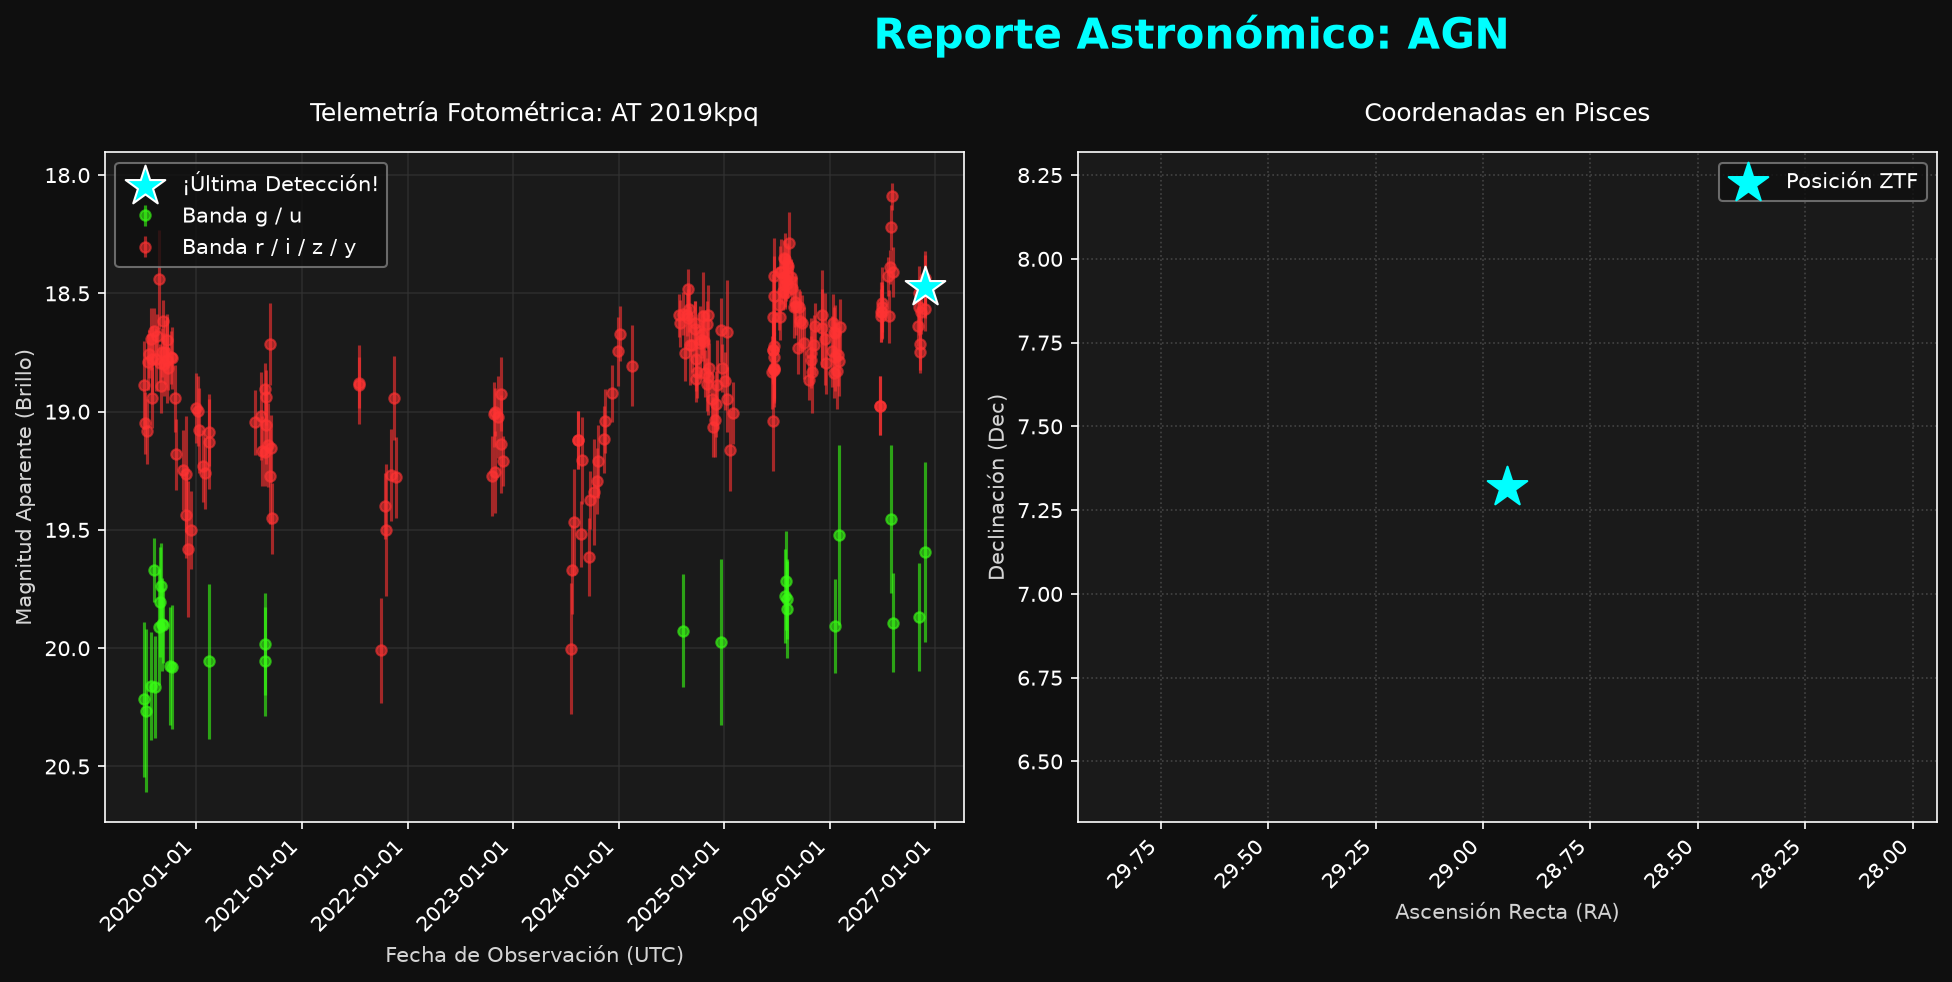 Reporte Astronómico: AGN
Telemetría Fotométrica: AT 2019kpq
¡Última Detección!
Banda g / u
Banda r / i / z / y
Magnitud Aparente (Brillo)
18.0
18.5
19.0
19.5
20.0
20.5
2020-01-01
2021-01-01
2022-01-01
2023-01-01
2024-01-01
2025-01-01
2026-01-01
2027-01-01
Fecha de Observación (UTC)
Coordenadas en Pisces
Posición ZTF
Declinación (Dec)
8.25
8.00
7.75
7.50
7.25
7.00
6.75
6.50
29.75
29.50
29.25
29.00
28.75
28.50
28.25
28.00
Ascensión Recta (RA)